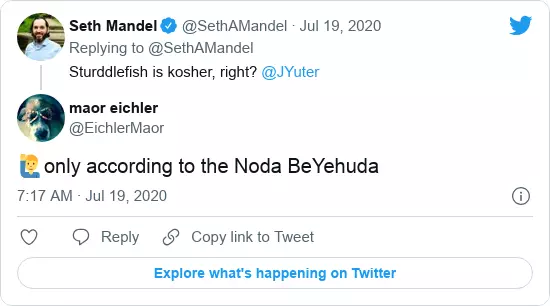 Seth Mandel @SethAMandel · Jul 19, 2020
Replying to @SethAMandel
Sturddlefish is kosher, right? @JYuter
maor eichler
@EichlerMaor
🙋‍♂️only according to the Noda BeYehuda
7:17 AM · Jul 19, 2020
Reply
Copy link to Tweet
Explore what's happening on Twitter